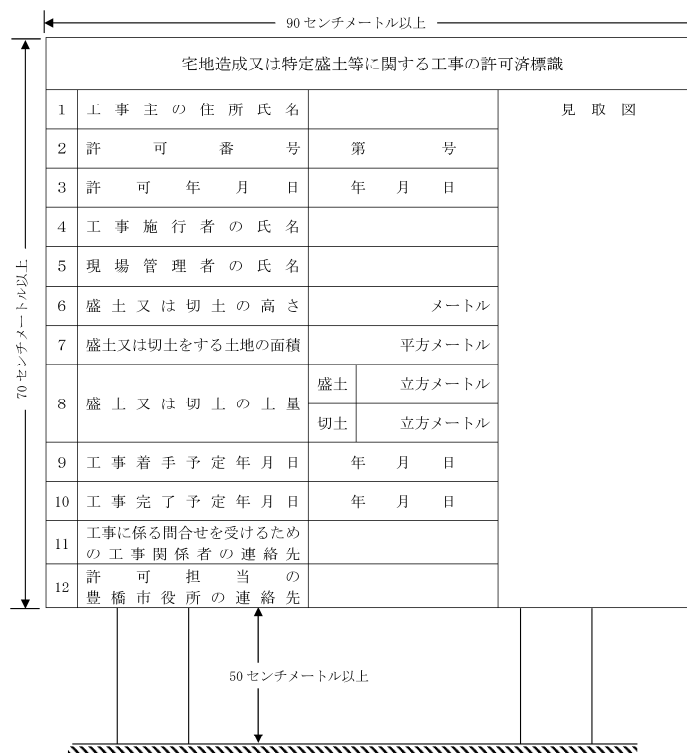 90センチメートル以上
宅地造成又は特定盛土等に関する工事の許可済標識
1 工事主の住所氏名
見取図
2 許可番号 第 号
3 許可年月日 年 月 日
4 工事施行者の氏名
5 現場管理者の氏名
6 盛土又は切土の高さ メートル
7 盛土又は切土をする土地の面積 平方メートル
8 盛土又は切土の土量 盛土 立方メートル
切土 立方メートル
9 工事着手予定年月日 年 月 日
10 工事完了予定年月日 年 月 日
11 工事に係る問合せを受けるため
の工事関係者の連絡先
12 許可担当の
豊橋市役所の連絡先
70センチメートル以上
50センチメートル以上